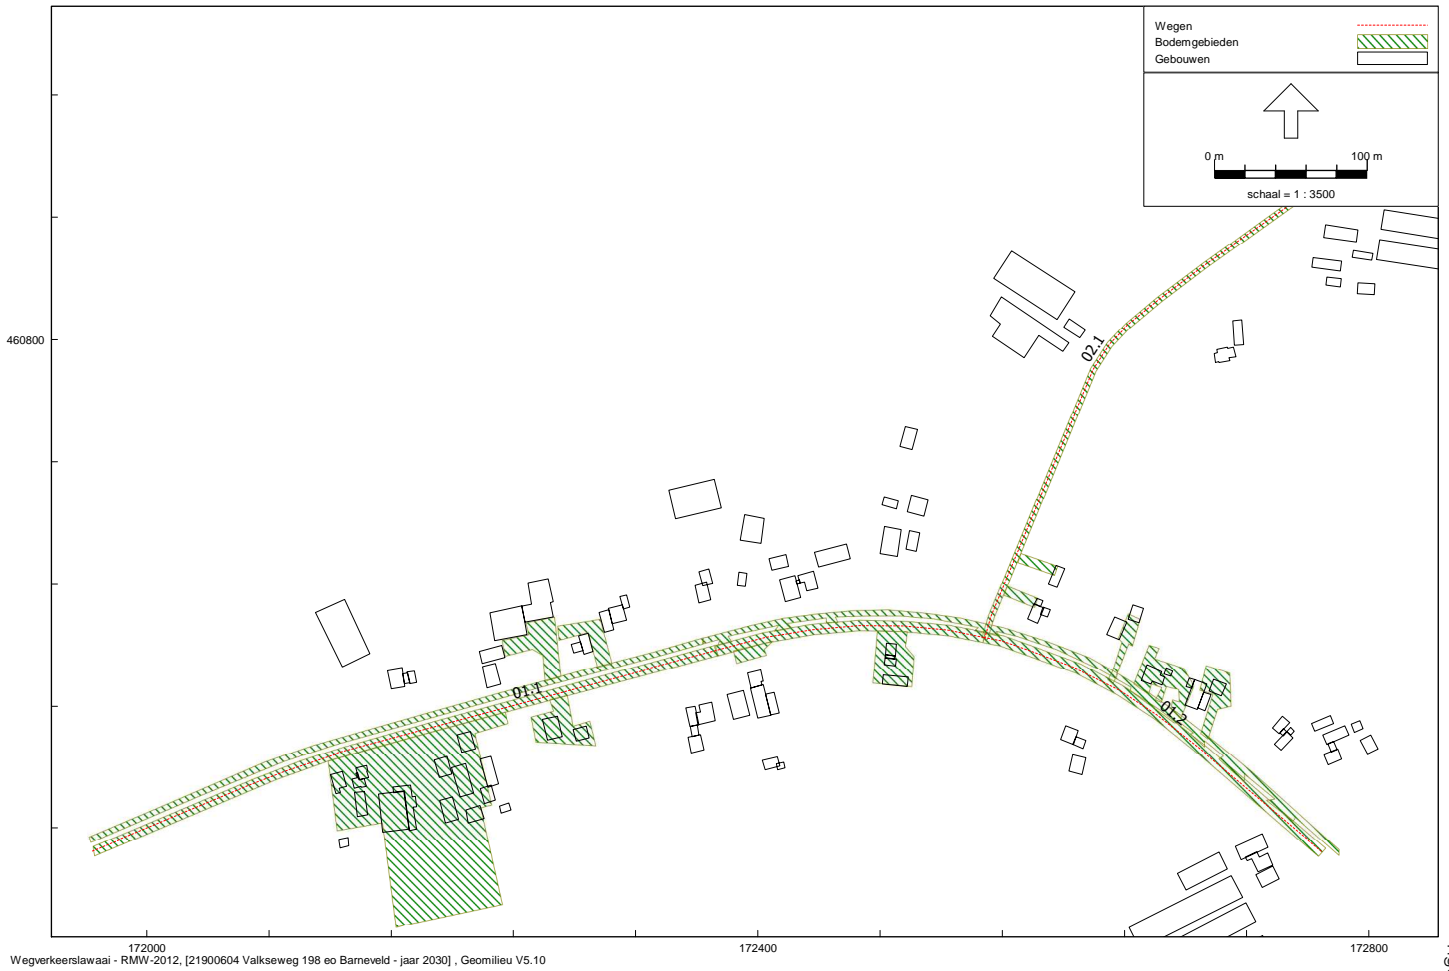 Wegen
Bodemgebieden
Gebouwen
0 m 100 m
schaal = 1 : 3500
460800
02.1
01.1
01.2
172000 172400 172800
Wegverkeerslawaai - RMW-2012, [21900604 Valkseweg 198 eo Barneveld - jaar 2030] , Geomilieu V5.10